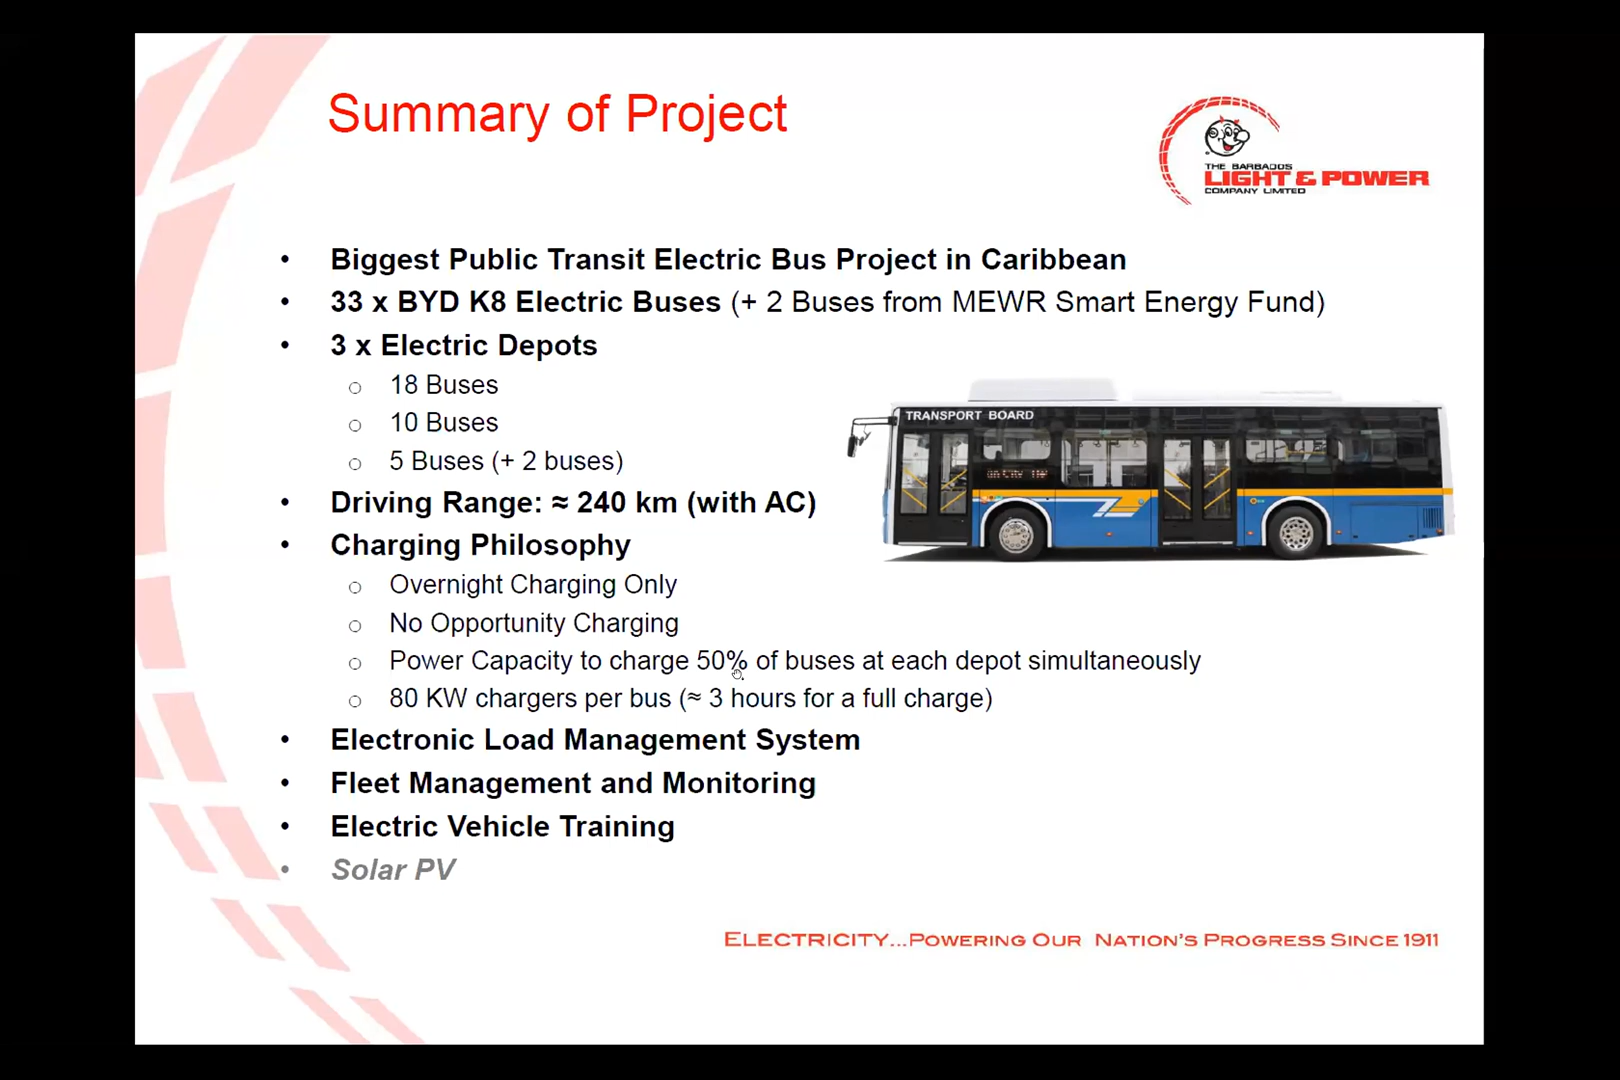 Summary of Project
THE BARBADOS
LIGHT & POWER
COMPANY LIMITED
• Biggest Public Transit Electric Bus Project in Caribbean
• 33 x BYD K8 Electric Buses (+ 2 Buses from MEWR Smart Energy Fund)
• 3 x Electric Depots
○ 18 Buses
○ 10 Buses
○ 5 Buses (+ 2 buses)
TRANSPORT BOARD
• Driving Range: ≈ 240 km (with AC)
• Charging Philosophy
○ Overnight Charging Only
○ No Opportunity Charging
○ Power Capacity to charge 50% of buses at each depot simultaneously
○ 80 KW chargers per bus (≈ 3 hours for a full charge)
• Electronic Load Management System
• Fleet Management and Monitoring
• Electric Vehicle Training
• Solar PV
ELECTRICITY...POWERING OUR NATION'S PROGRESS SINCE 1911